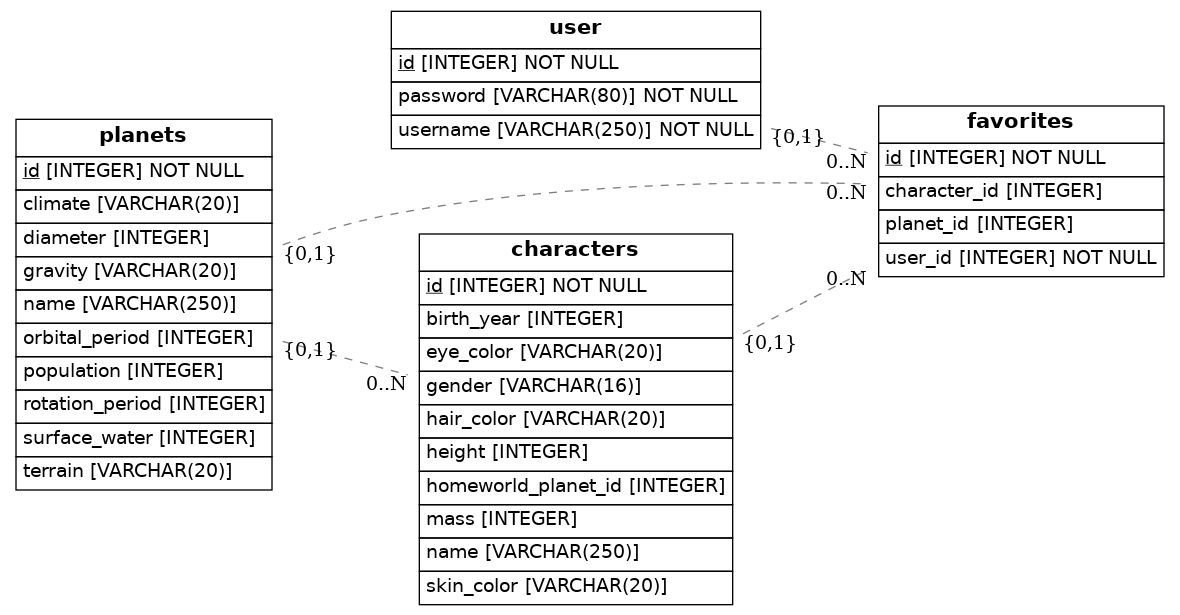 user
id [INTEGER] NOT NULL
password [VARCHAR(80)] NOT NULL
username [VARCHAR(250)] NOT NULL
planets
id [INTEGER] NOT NULL
climate [VARCHAR(20)]
diameter [INTEGER]
gravity [VARCHAR(20)]
name [VARCHAR(250)]
orbital_period [INTEGER]
population [INTEGER]
rotation_period [INTEGER]
surface_water [INTEGER]
terrain [VARCHAR(20)]
favorites
id [INTEGER] NOT NULL
character_id [INTEGER]
planet_id [INTEGER]
user_id [INTEGER] NOT NULL
characters
id [INTEGER] NOT NULL
birth_year [INTEGER]
eye_color [VARCHAR(20)]
gender [VARCHAR(16)]
hair_color [VARCHAR(20)]
height [INTEGER]
homeworld_planet_id [INTEGER]
mass [INTEGER]
name [VARCHAR(250)]
skin_color [VARCHAR(20)]
{0,1}
0..N
0..N
{0,1}
0..N
{0,1}
{0,1}
0..N